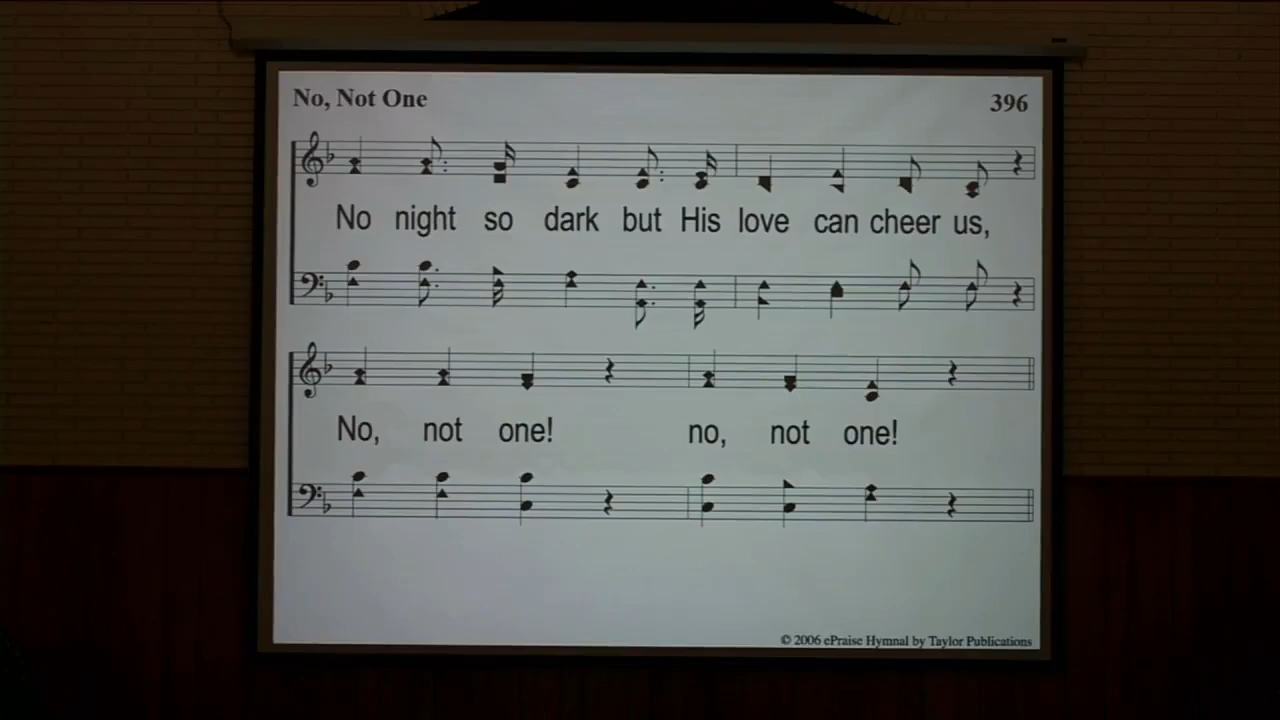 No, Not One
396
No night so dark but His love can cheer us,
No, not one! no, not one!
© 2006 ePraise Hymnal by Taylor Publications